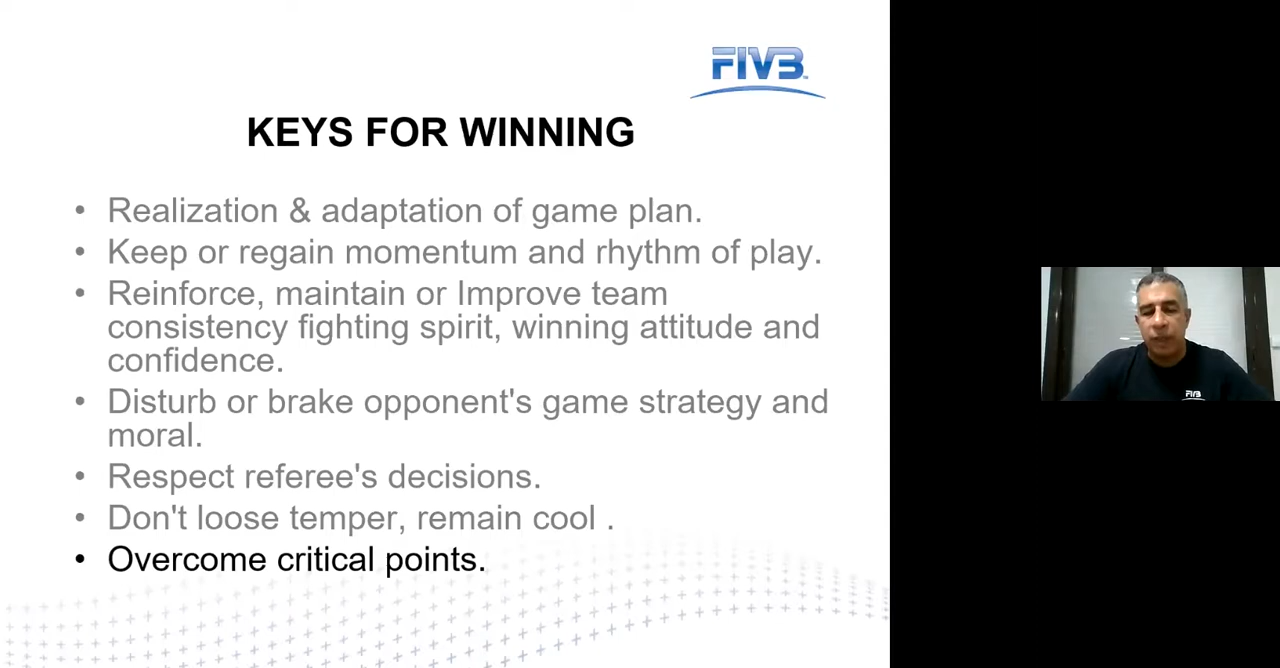 FIVB
KEYS FOR WINNING
• Realization & adaptation of game plan.
• Keep or regain momentum and rhythm of play.
• Reinforce, maintain or Improve team
consistency fighting spirit, winning attitude and
confidence.
• Disturb or brake opponent's game strategy and
moral.
• Respect referee's decisions.
• Don't loose temper, remain cool .
• Overcome critical points.
FIVB